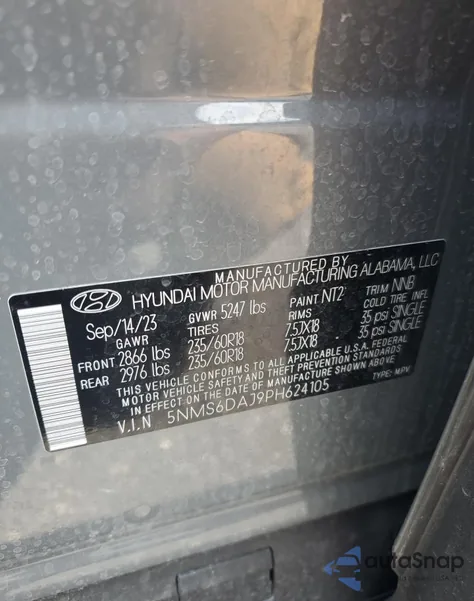 MANUFACTURED BY
HYUNDAI MOTOR MANUFACTURING ALABAMA, LLC
Sep/14/23 GVWR 5247 lbs PAINT NT2 TRIM NNB
GAWR TIRES RIMS COLD TIRE INFL
FRONT 2866 lbs 235/60R18 7.5JX18 - 35 psi SINGLE
REAR 2976 lbs 235/60R18 7.5JX18 - 35 psi SINGLE
THIS VEHICLE CONFORMS TO ALL APPLICABLE U.S.A. FEDERAL
MOTOR VEHICLE SAFETY AND THEFT PREVENTION STANDARDS
IN EFFECT ON THE DATE OF MANUFACTURE SHOWN ABOVE.
V.I.N 5NMS6DAJ9PH624105 TYPE: MPV
autoSnap